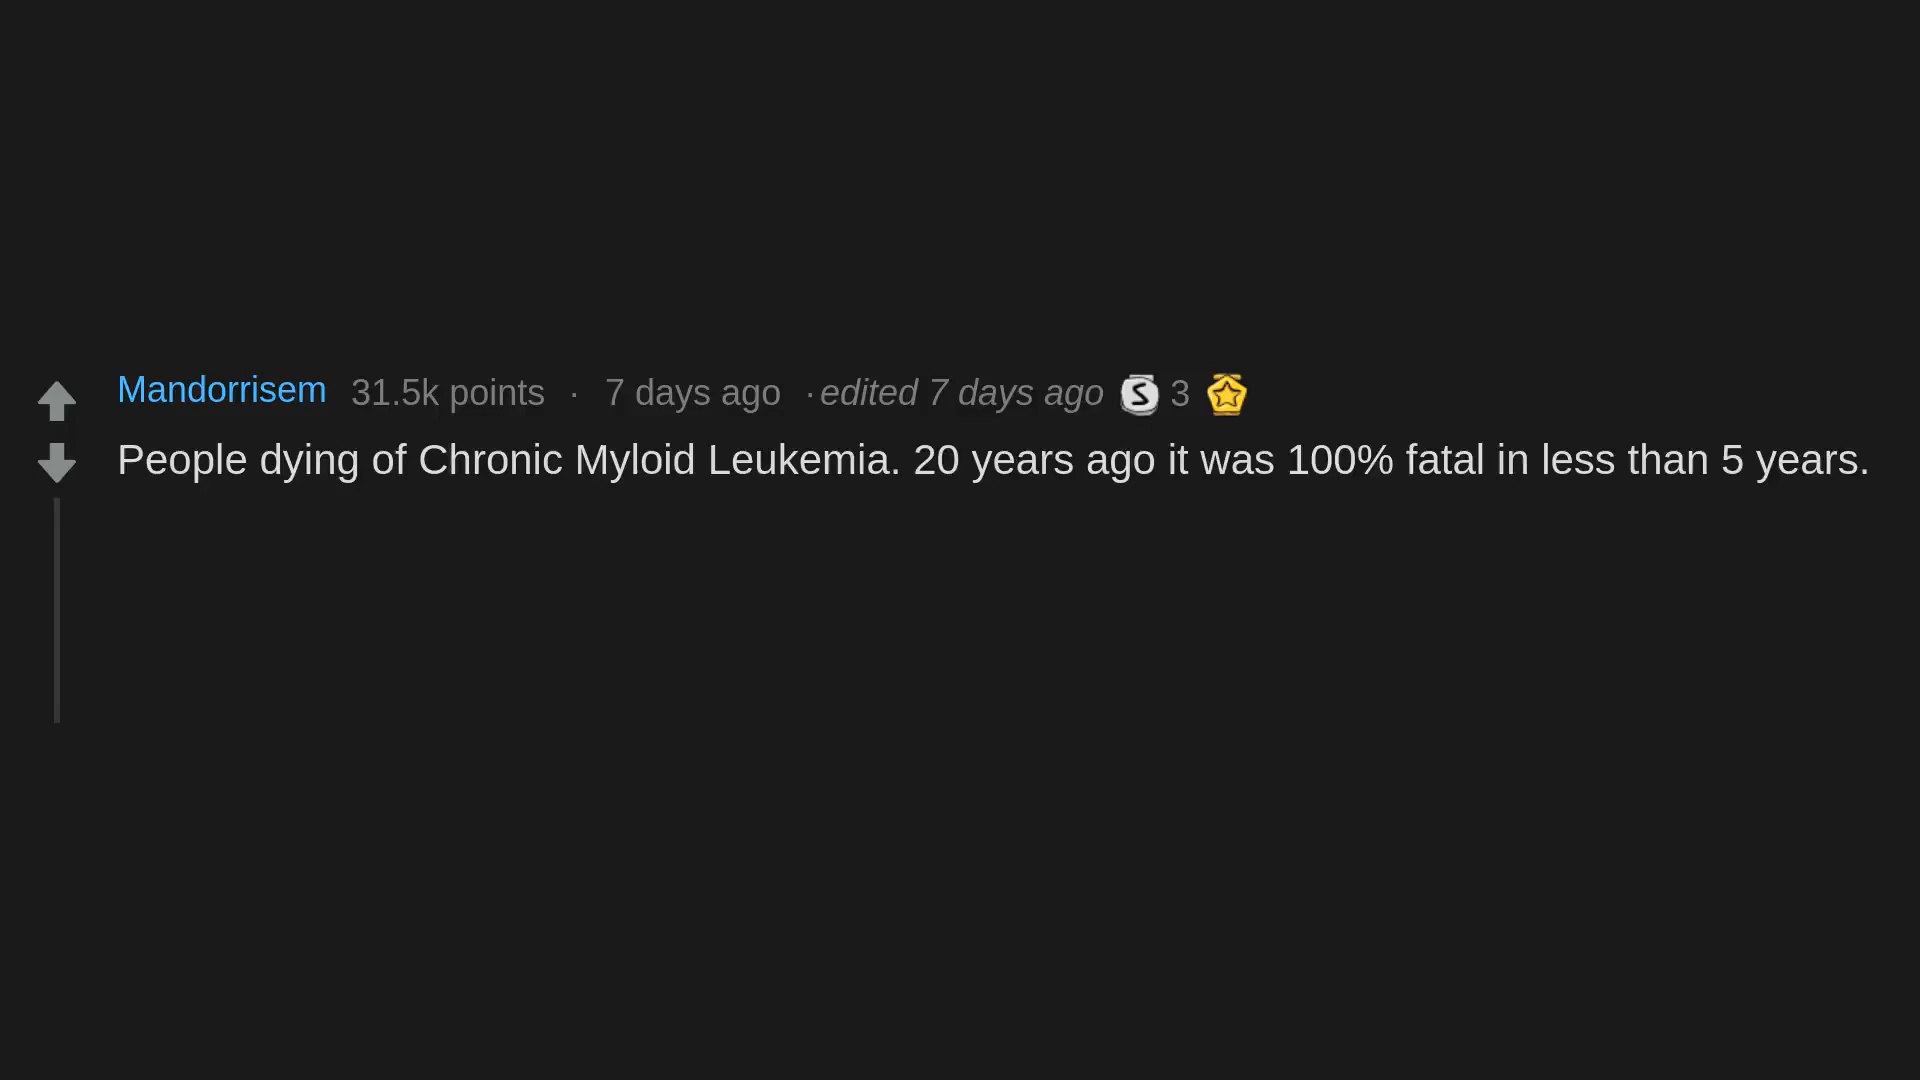 Mandorrisem 31.5k points · 7 days ago · edited 7 days ago S 3
People dying of Chronic Myloid Leukemia. 20 years ago it was 100% fatal in less than 5 years.